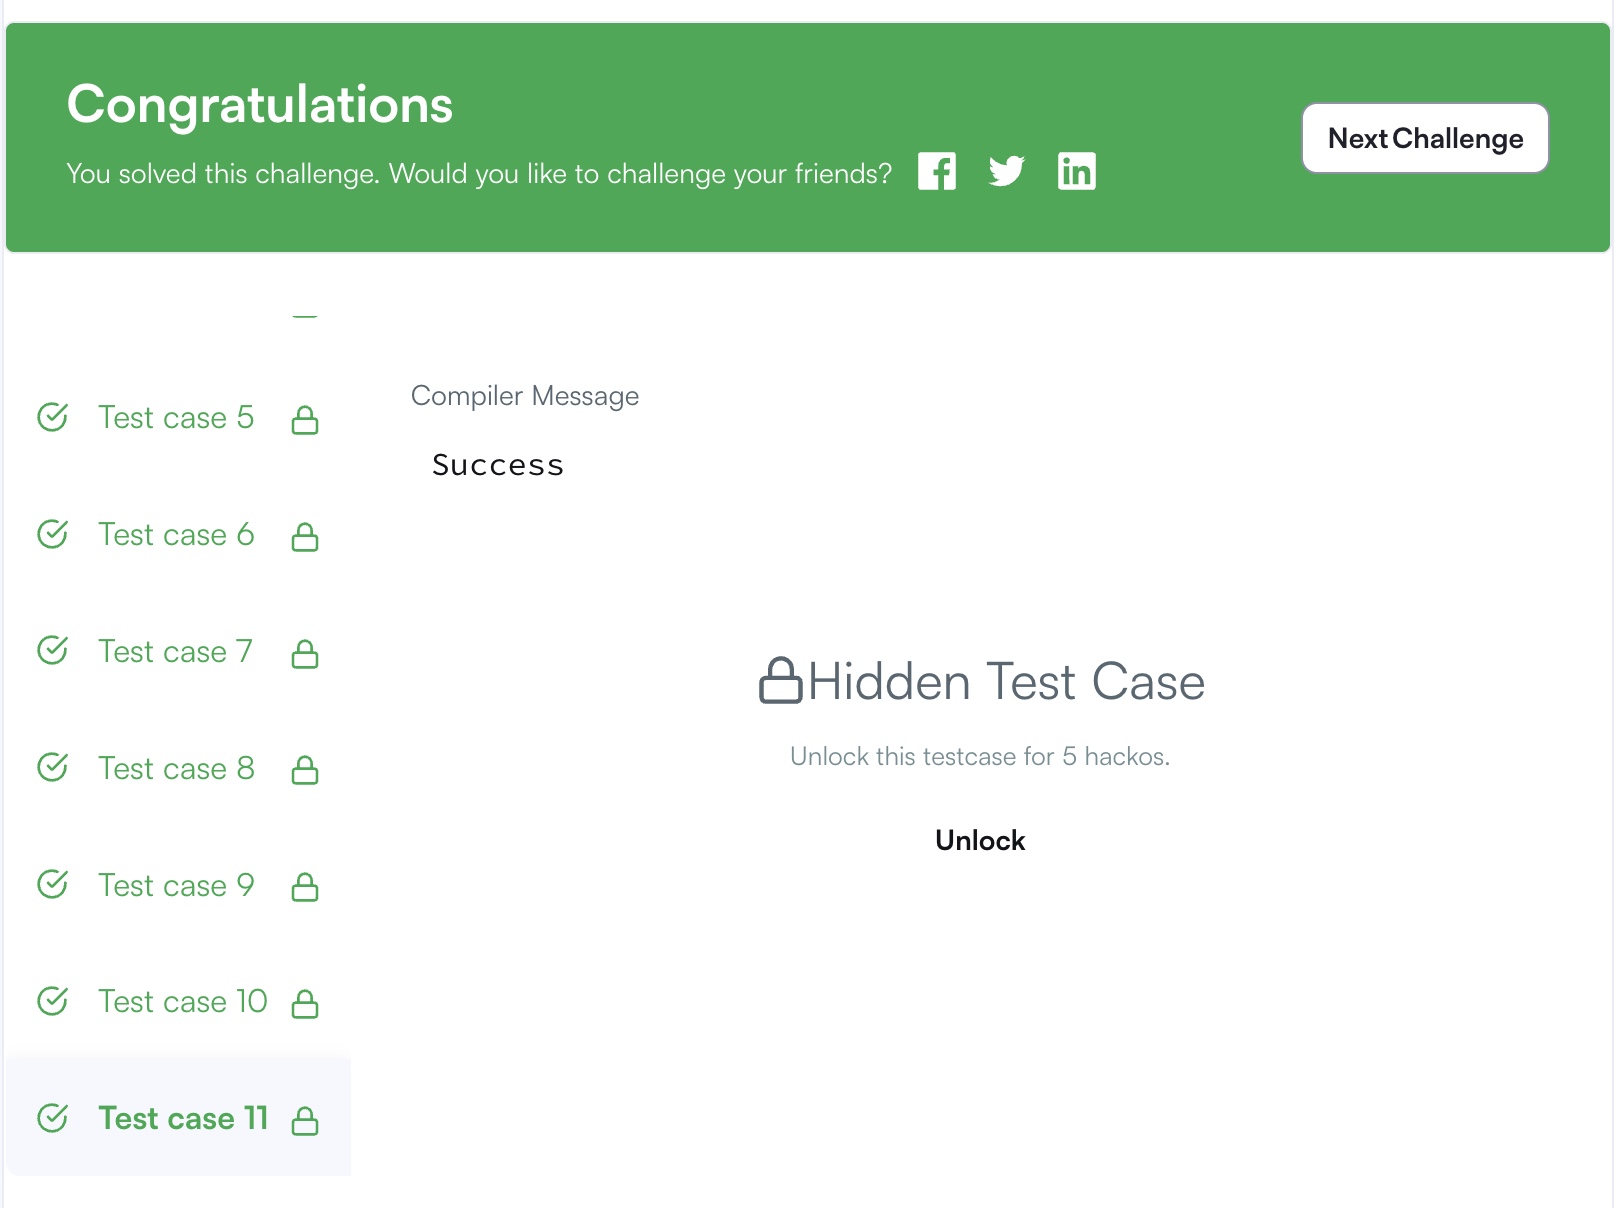 Congratulations
You solved this challenge. Would you like to challenge your friends?
Next Challenge
Test case 5
Test case 6
Test case 7
Test case 8
Test case 9
Test case 10
Test case 11
Compiler Message
Success
Hidden Test Case
Unlock this testcase for 5 hackos.
Unlock